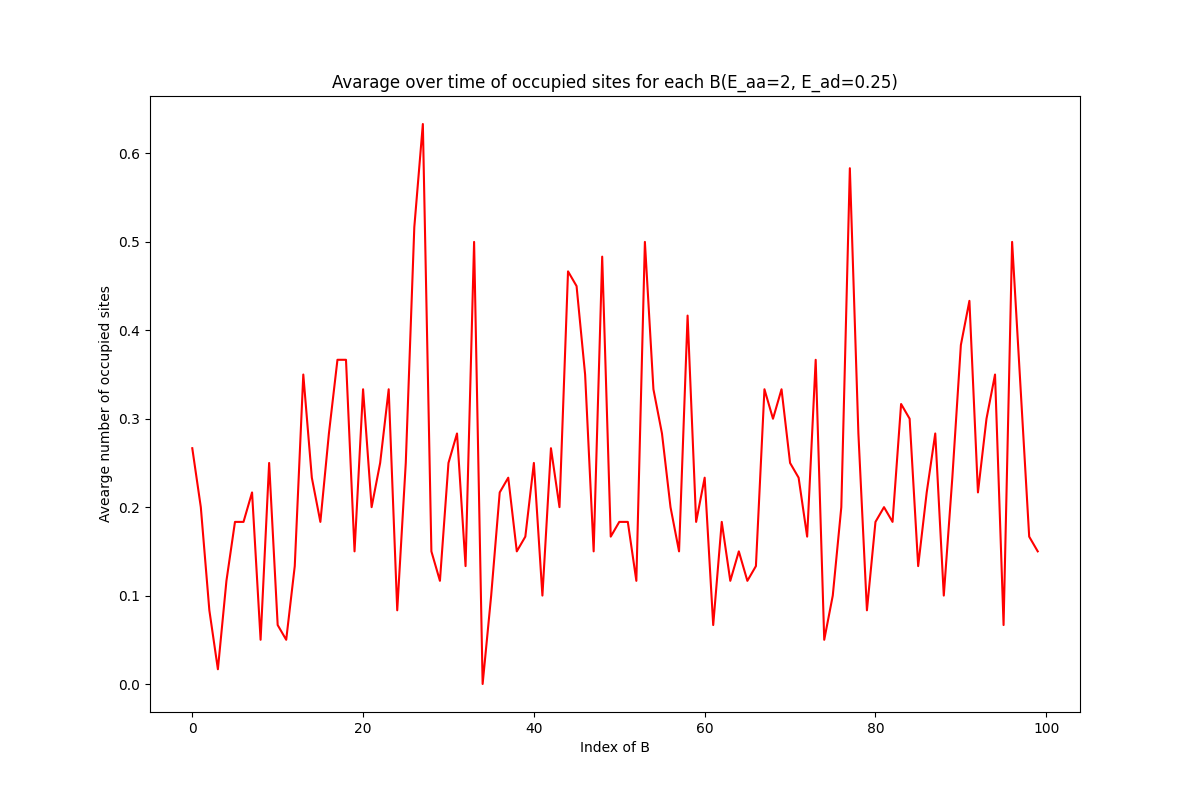 Avarage over time of occupied sites for each B(E_aa=2, E_ad=0.25)
0.6
0.5
0.4
0.3
0.2
0.1
0.0
Avearge number of occupied sites
0 20 40 60 80 100
Index of B